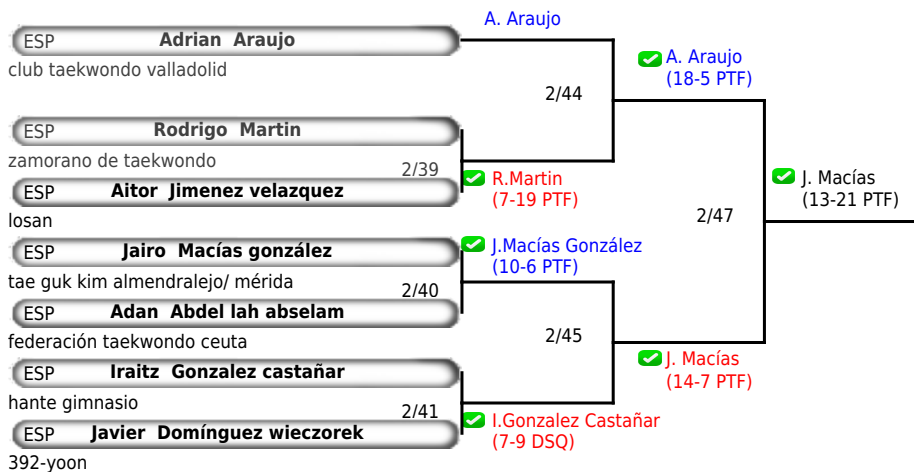 A. Araujo
ESP Adrian Araujo
club taekwondo valladolid
A. Araujo
(18-5 PTF)
2/44
ESP Rodrigo Martin
zamorano de taekwondo
2/39
ESP Aitor Jimenez velazquez
R.Martin
(7-19 PTF)
losan
J. Macías
(13-21 PTF)
2/47
ESP Jairo Macías gonzález
J.Macías González
(10-6 PTF)
tae guk kim almendralejo/ mérida
2/40
ESP Adan Abdel lah abselam
federación taekwondo ceuta
2/45
ESP Iraitz Gonzalez castañar
J. Macías
(14-7 PTF)
hante gimnasio
2/41
ESP Javier Domínguez wieczorek
I.Gonzalez Castañar
(7-9 DSQ)
392-yoon